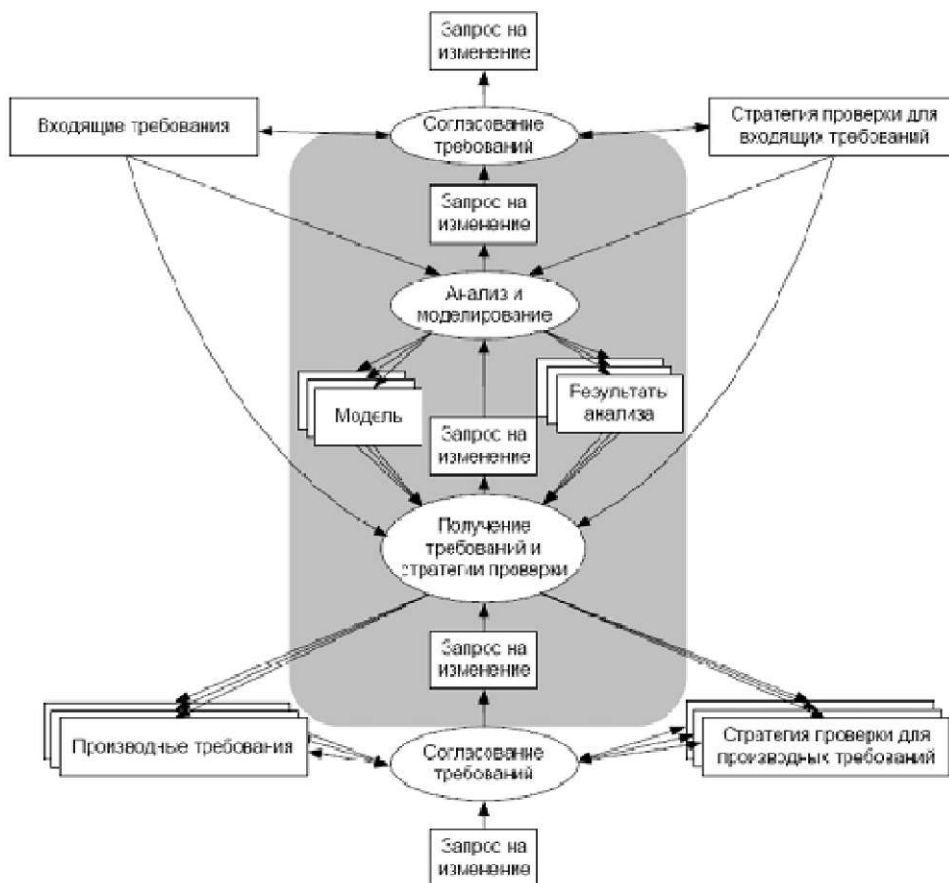 Запрос на
изменение
Входящие требования
Согласование
требований
Стратегия проверки для
входящих требований
Запрос на
изменение
Анализ и
моделирование
Модель
Результаты
анализа
Запрос на
изменение
Получение
требований и
стратегии проверки
Запрос на
изменение
Производные требования
Согласование
требований
Стратегия проверки для
производных требований
Запрос на
изменение